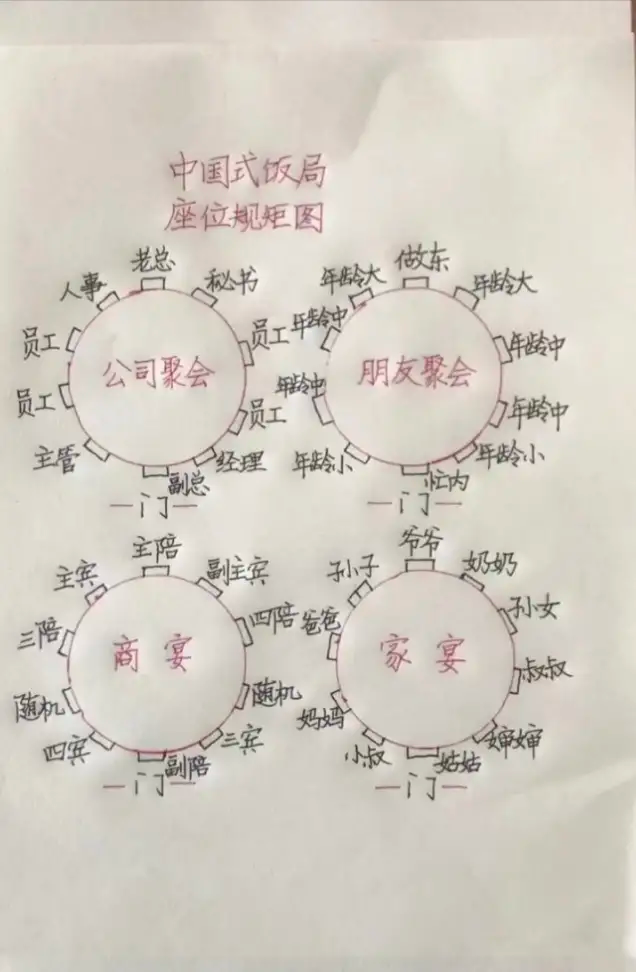 中国式饭局
座位规矩图
老总
人事
秘书
员工
员工
公司聚会
员工
员工
主管
经理
副总
门
做东
年龄大
年龄大
年龄中
年龄中
朋友聚会
年龄中
年龄中
年龄小
年龄小
忙内
门
主陪
主宾
副主宾
三陪
四陪
商宴
随机
随机
四宾
三宾
副陪
门
爷爷
孙子
奶奶
爸爸
孙女
家宴
叔叔
妈妈
婶婶
小叔
姑姑
门